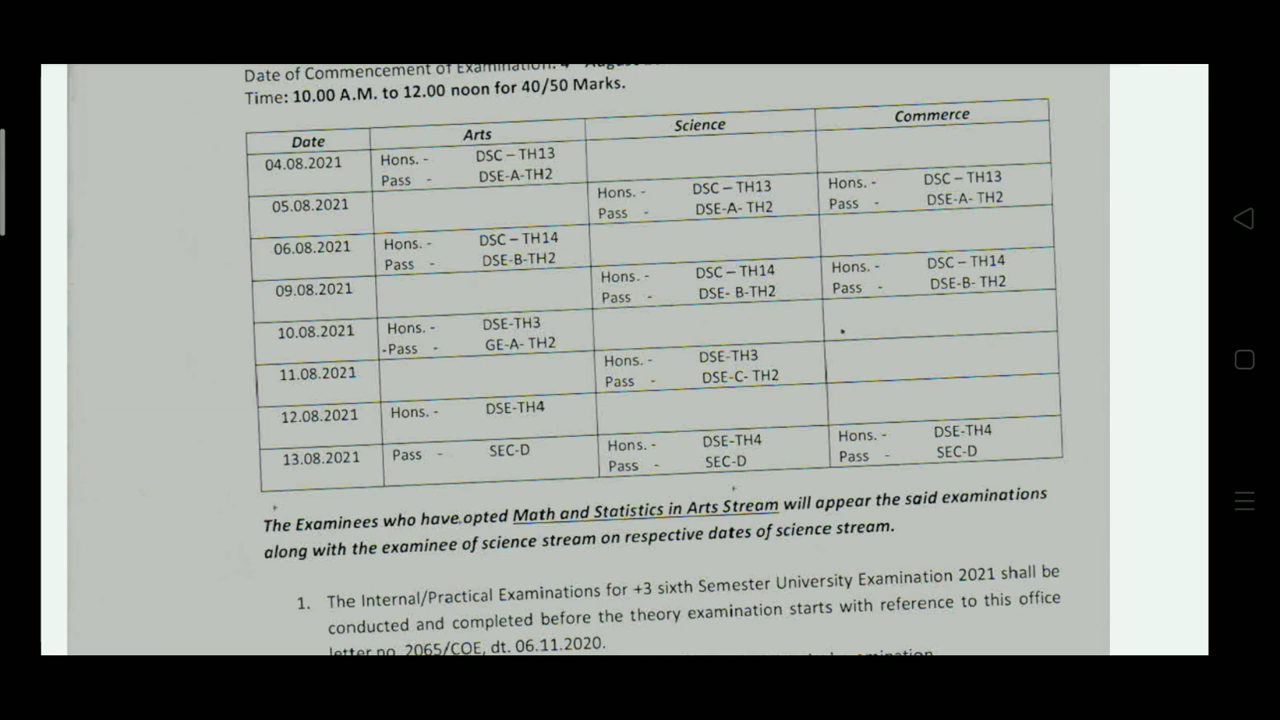 Date of Commencement of Examination: 4
Time: 10.00 A.M. to 12.00 noon for 40/50 Marks.
Date Arts Science Commerce
04.08.2021 Hons. - DSC – TH13
Pass - DSE-A-TH2
05.08.2021 Hons. - DSC – TH13 Hons. - DSC – TH13
Pass - DSE-A- TH2 Pass - DSE-A- TH2
06.08.2021 Hons. - DSC – TH14
Pass - DSE-B-TH2
09.08.2021 Hons. - DSC – TH14 Hons. - DSC – TH14
Pass - DSE- B-TH2 Pass - DSE-B- TH2
10.08.2021 Hons. - DSE-TH3
-Pass - GE-A- TH2
11.08.2021 Hons. - DSE-TH3
Pass - DSE-C- TH2
12.08.2021 Hons. - DSE-TH4
13.08.2021 Pass - SEC-D Hons. - DSE-TH4 Hons. - DSE-TH4
Pass - SEC-D Pass - SEC-D
The Examinees who have opted Math and Statistics in Arts Stream will appear the said examinations
along with the examinee of science stream on respective dates of science stream.
1. The Internal/Practical Examinations for +3 sixth Semester University Examination 2021 shall be
conducted and completed before the theory examination starts with reference to this office
letter no. 2065/COE, dt. 06.11.2020.